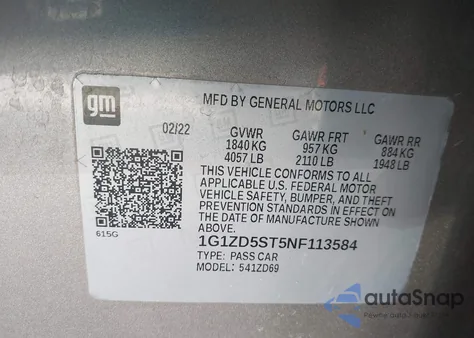 gm
MFD BY GENERAL MOTORS LLC
02/22 GVWR GAWR FRT GAWR RR
1840 KG 957 KG 884 KG
4057 LB 2110 LB 1948 LB
THIS VEHICLE CONFORMS TO ALL
APPLICABLE U.S. FEDERAL MOTOR
VEHICLE SAFETY, BUMPER, AND THEFT
PREVENTION STANDARDS IN EFFECT ON THE
DATE OF MANUFACTURE SHOWN
ABOVE.
615G
1G1ZD5ST5NF113584
TYPE: PASS CAR
MODEL: 541ZD69
autoSnap
Pewne auto z Juesej